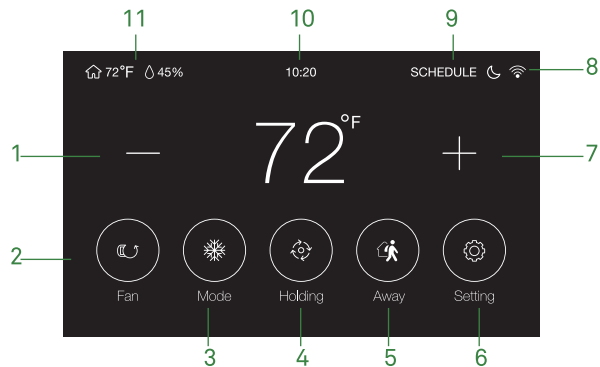 11 10 9
72°F 45% 10:20 SCHEDULE 8
1 72°F 7
2
Fan Mode Holding Away Setting
3 4 5 6